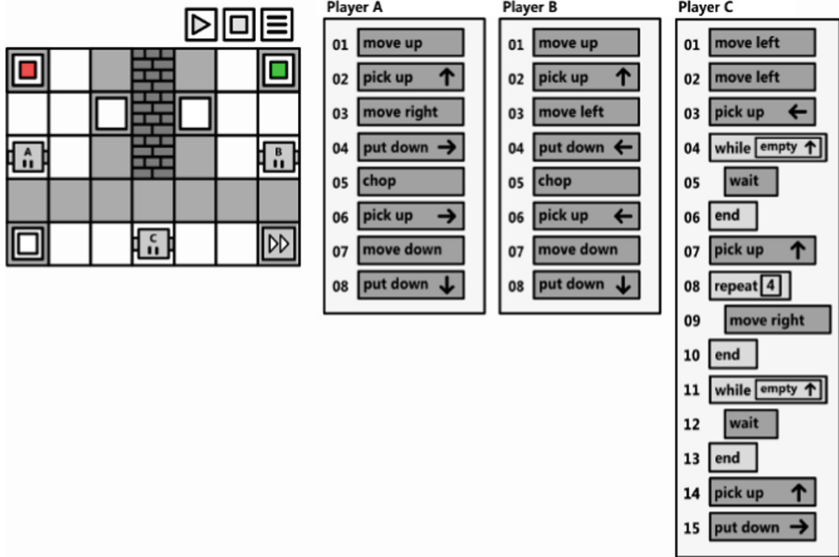 Player A
01 move up
02 pick up ↑
03 move right
04 put down →
05 chop
06 pick up →
07 move down
08 put down ↓
Player B
01 move up
02 pick up ↑
03 move left
04 put down ←
05 chop
06 pick up ←
07 move down
08 put down ↓
Player C
01 move left
02 move left
03 pick up ←
04 while empty ↑
05 wait
06 end
07 pick up ↑
08 repeat 4
09 move right
10 end
11 while empty ↑
12 wait
13 end
14 pick up ↑
15 put down →
A
B
C